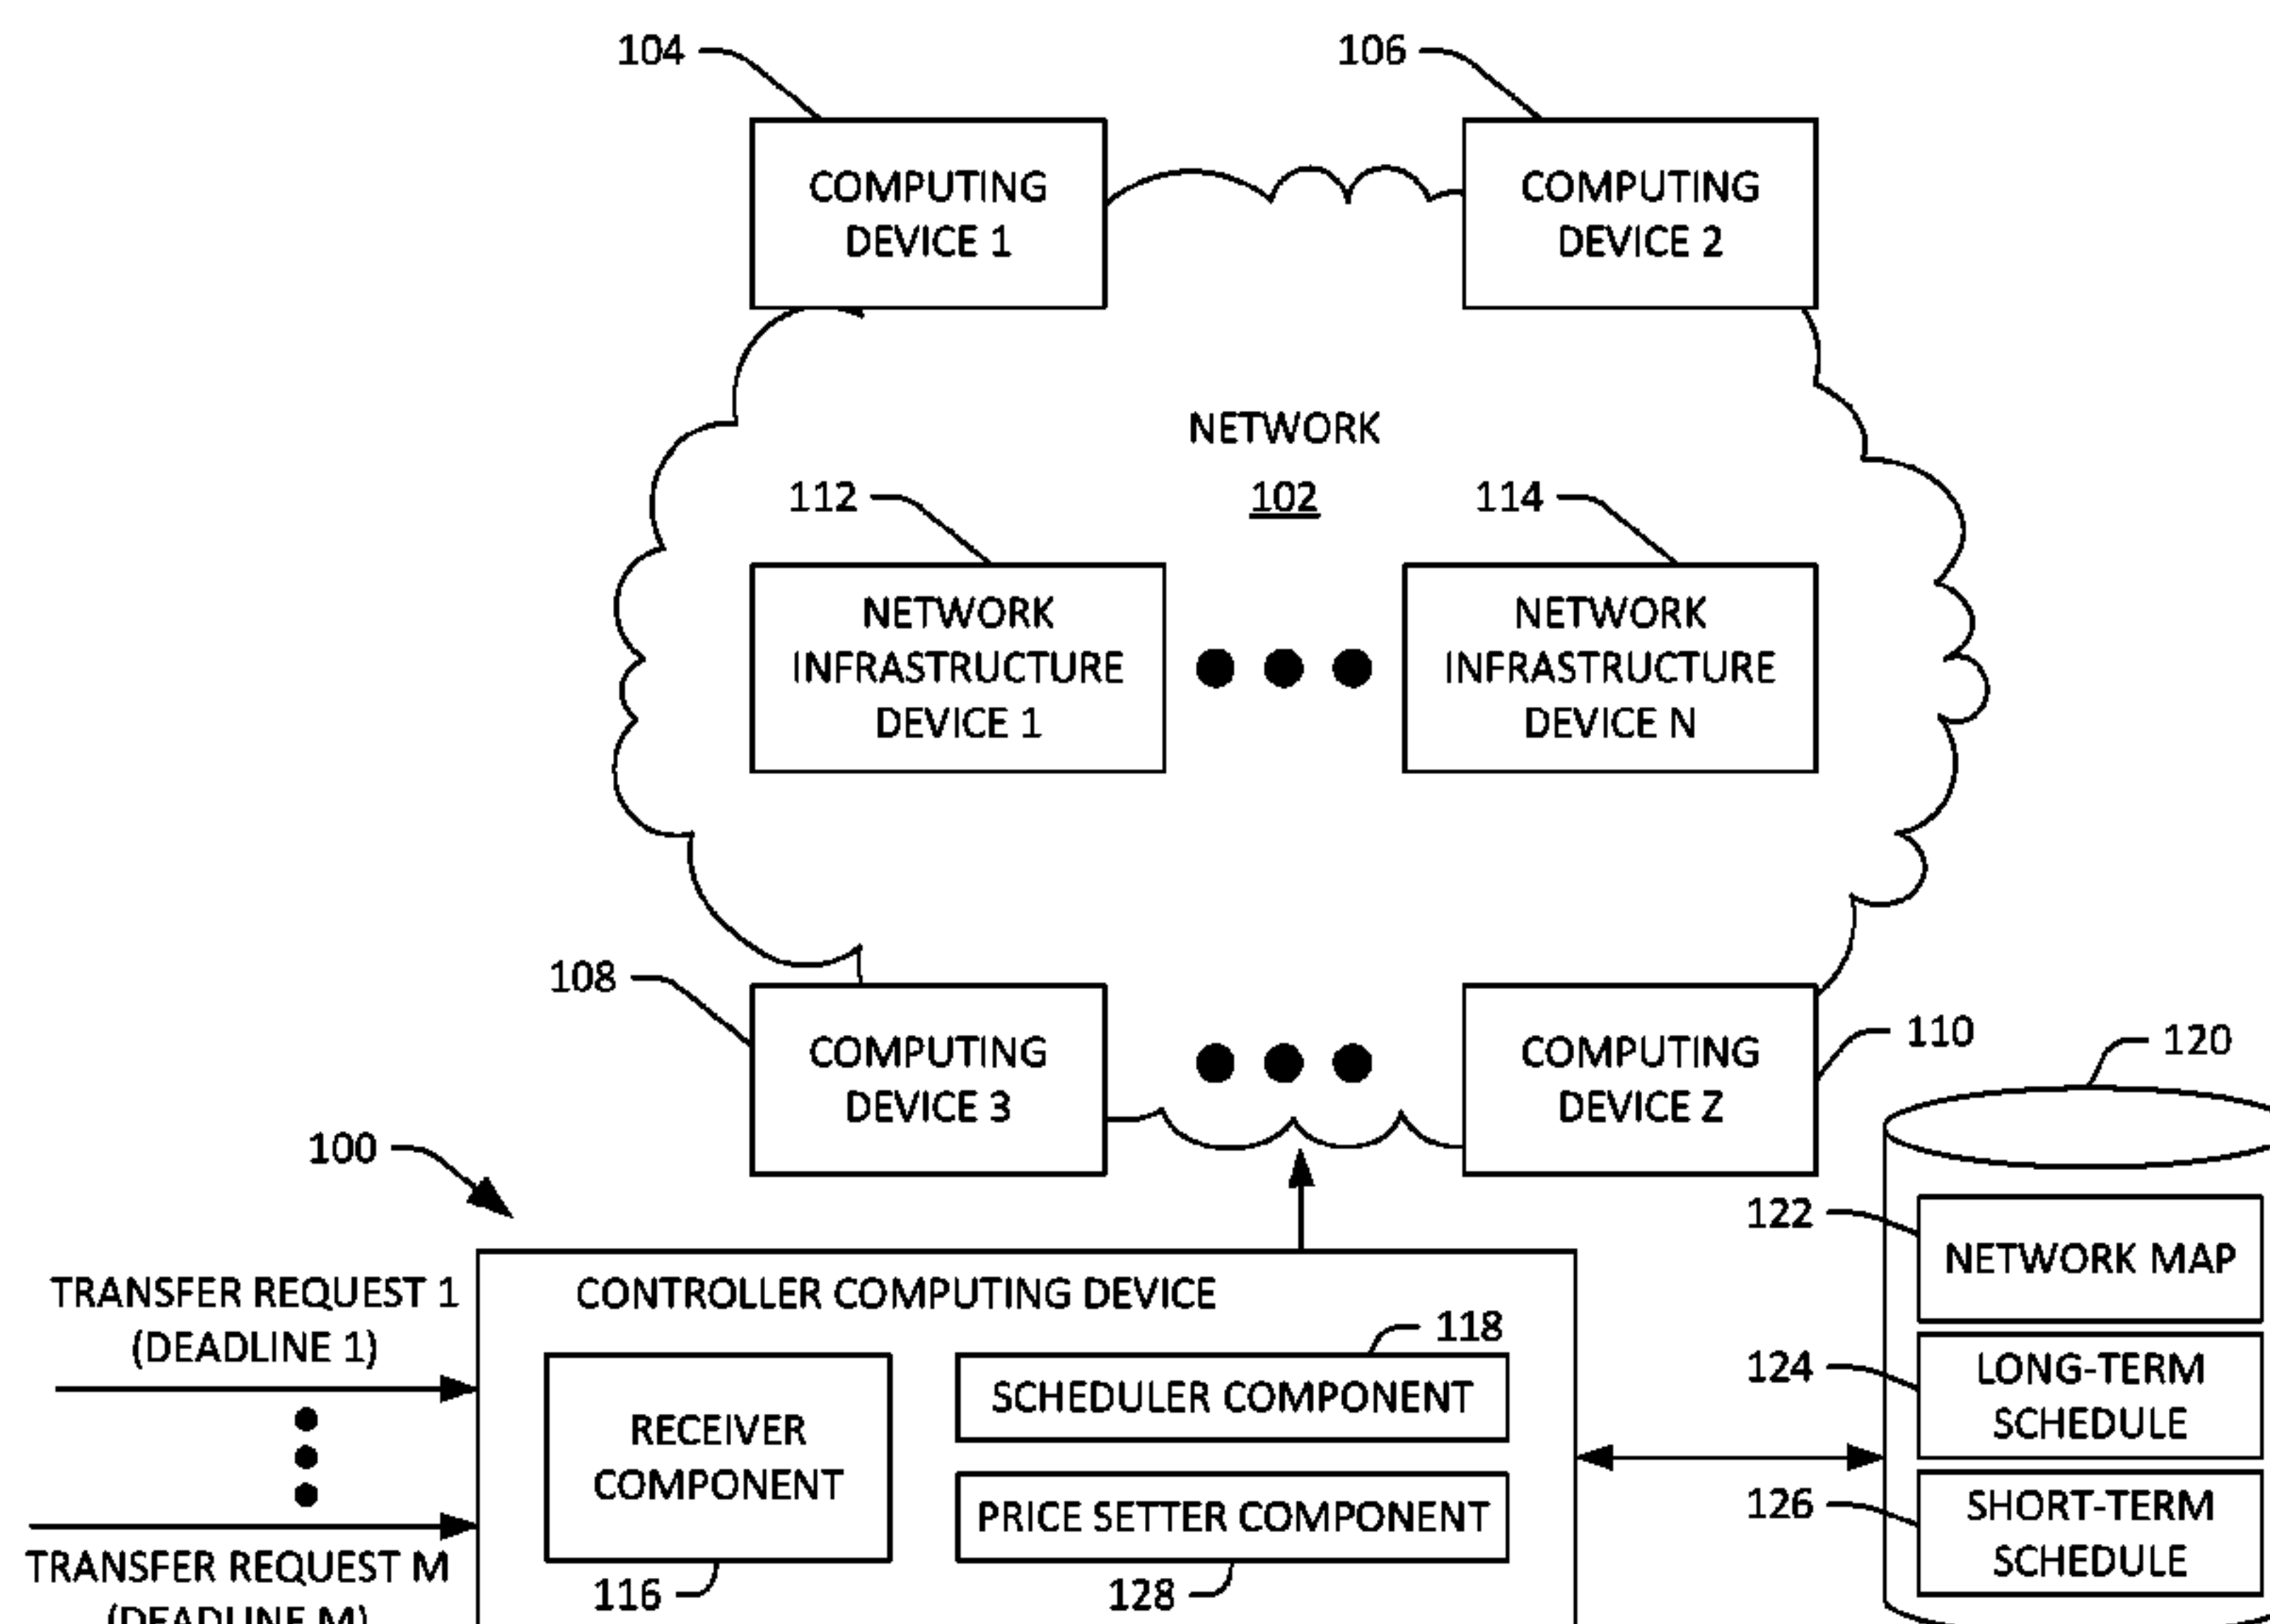 104
106
COMPUTING
DEVICE 1
COMPUTING
DEVICE 2
NETWORK
102
112
114
NETWORK
INFRASTRUCTURE
DEVICE 1
NETWORK
INFRASTRUCTURE
DEVICE N
108
COMPUTING
DEVICE 3
COMPUTING
DEVICE Z
110
120
100
122
NETWORK MAP
TRANSFER REQUEST 1
(DEADLINE 1)
CONTROLLER COMPUTING DEVICE
118
124
LONG-TERM
SCHEDULE
SCHEDULER COMPONENT
RECEIVER
COMPONENT
PRICE SETTER COMPONENT
126
SHORT-TERM
SCHEDULE
TRANSFER REQUEST M
(DEADLINE M)
116
128